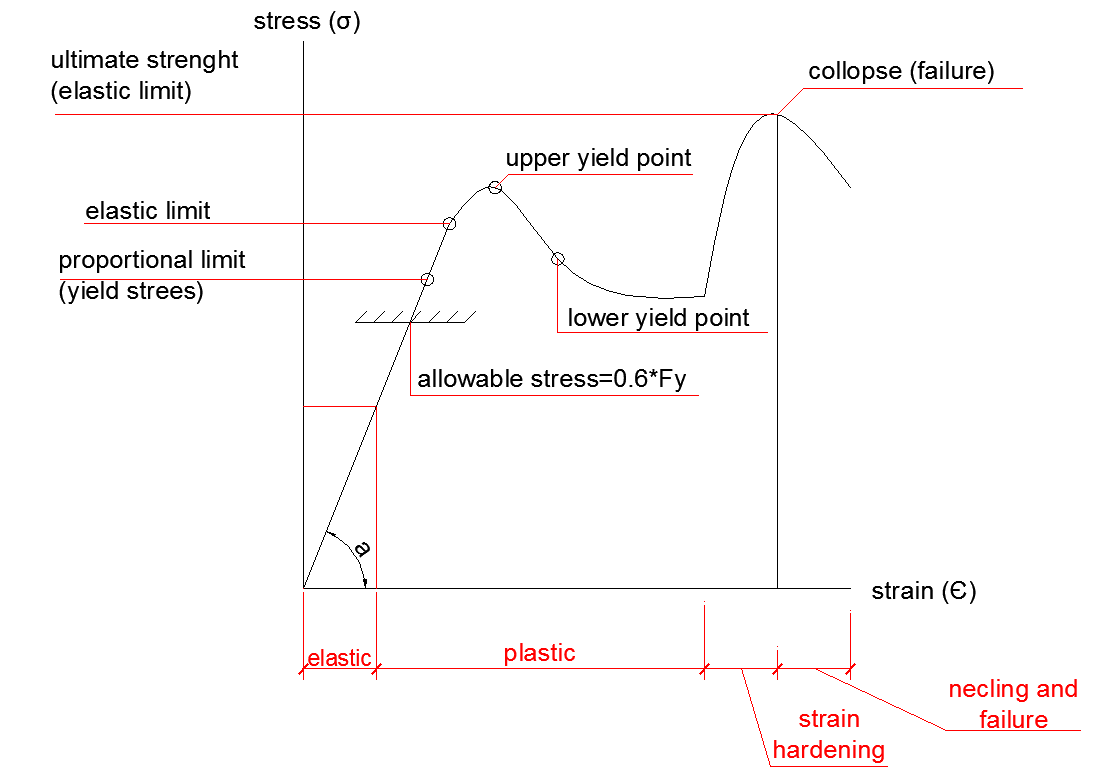 stress (σ)
ultimate strenght
(elastic limit)
collopse (failure)
upper yield point
elastic limit
proportional limit
(yield strees)
lower yield point
allowable stress=0.6*Fy
a
strain (Є)
elastic
plastic
necling and
failure
strain
hardening